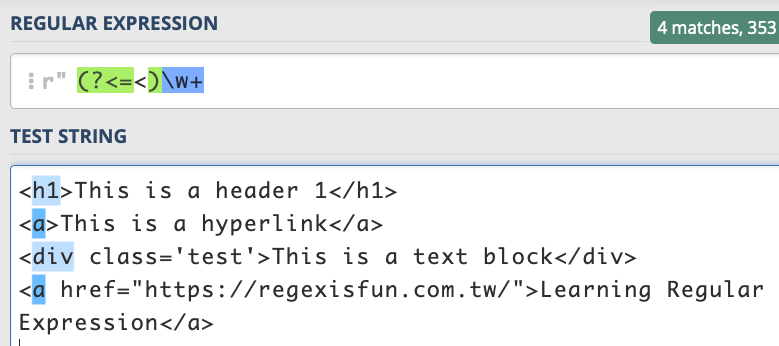 REGULAR EXPRESSION
4 matches, 353
r" (?<=<)\w+
TEST STRING
<h1>This is a header 1</h1>
<a>This is a hyperlink</a>
<div class='test'>This is a text block</div>
<a href="https://regexisfun.com.tw/">Learning Regular
Expression</a>